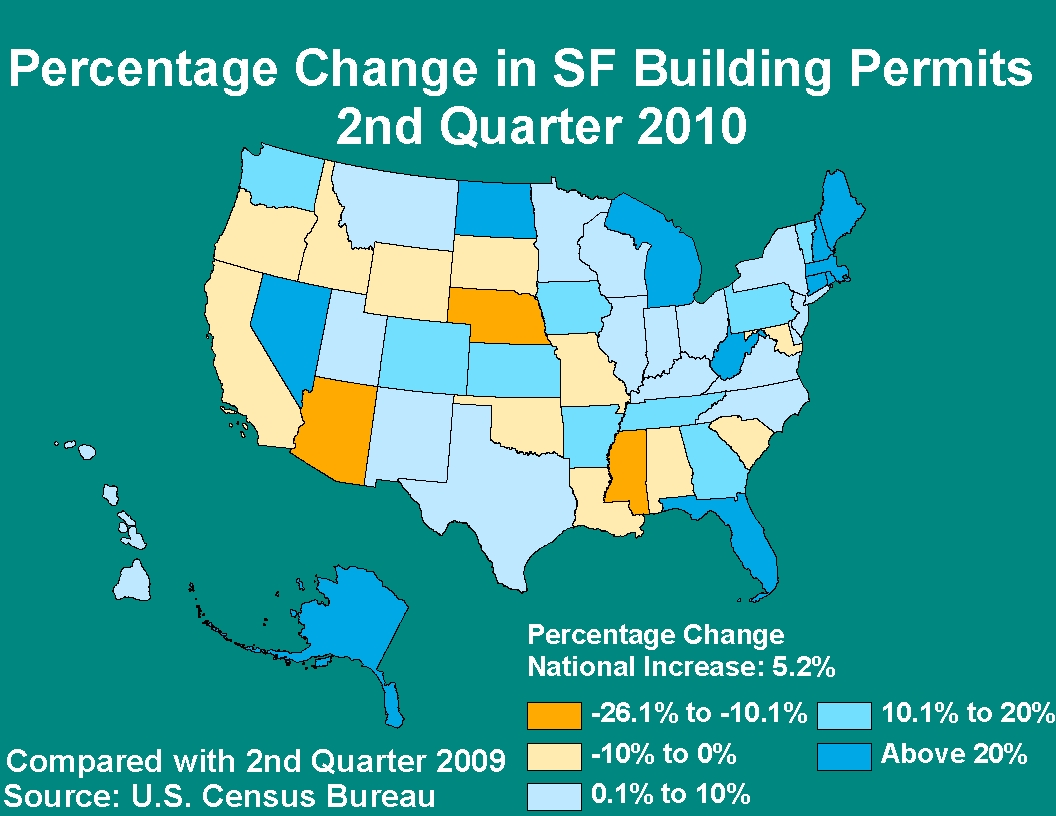 Percentage Change in SF Building Permits
2nd Quarter 2010
Percentage Change
National Increase: 5.2%
-26.1% to -10.1%
10.1% to 20%
-10% to 0%
Above 20%
0.1% to 10%
Compared with 2nd Quarter 2009
Source: U.S. Census Bureau